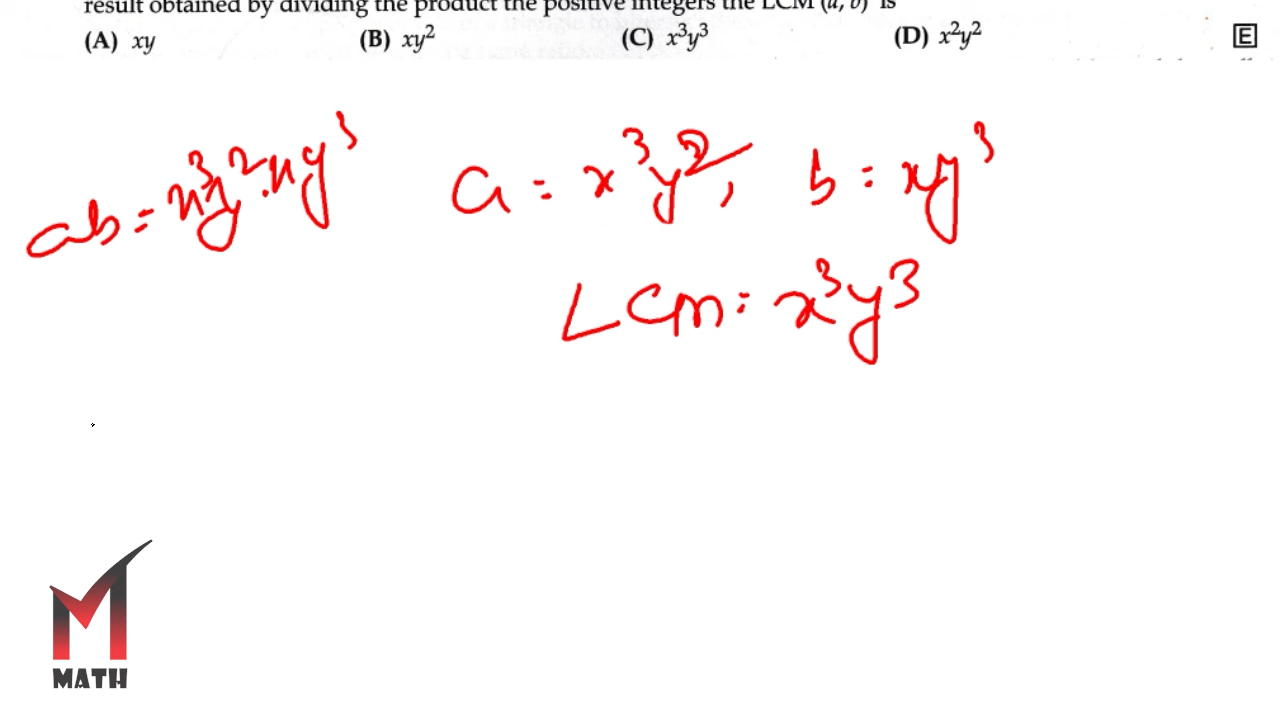 result obtained by dividing the product the positive integers the LCM (a, b) is
(A) xy (B) xy² (C) x³y³ (D) x²y² E
ab = x³y²·xy³ a = x³y², b = xy³
LCM = x³y³
MATH